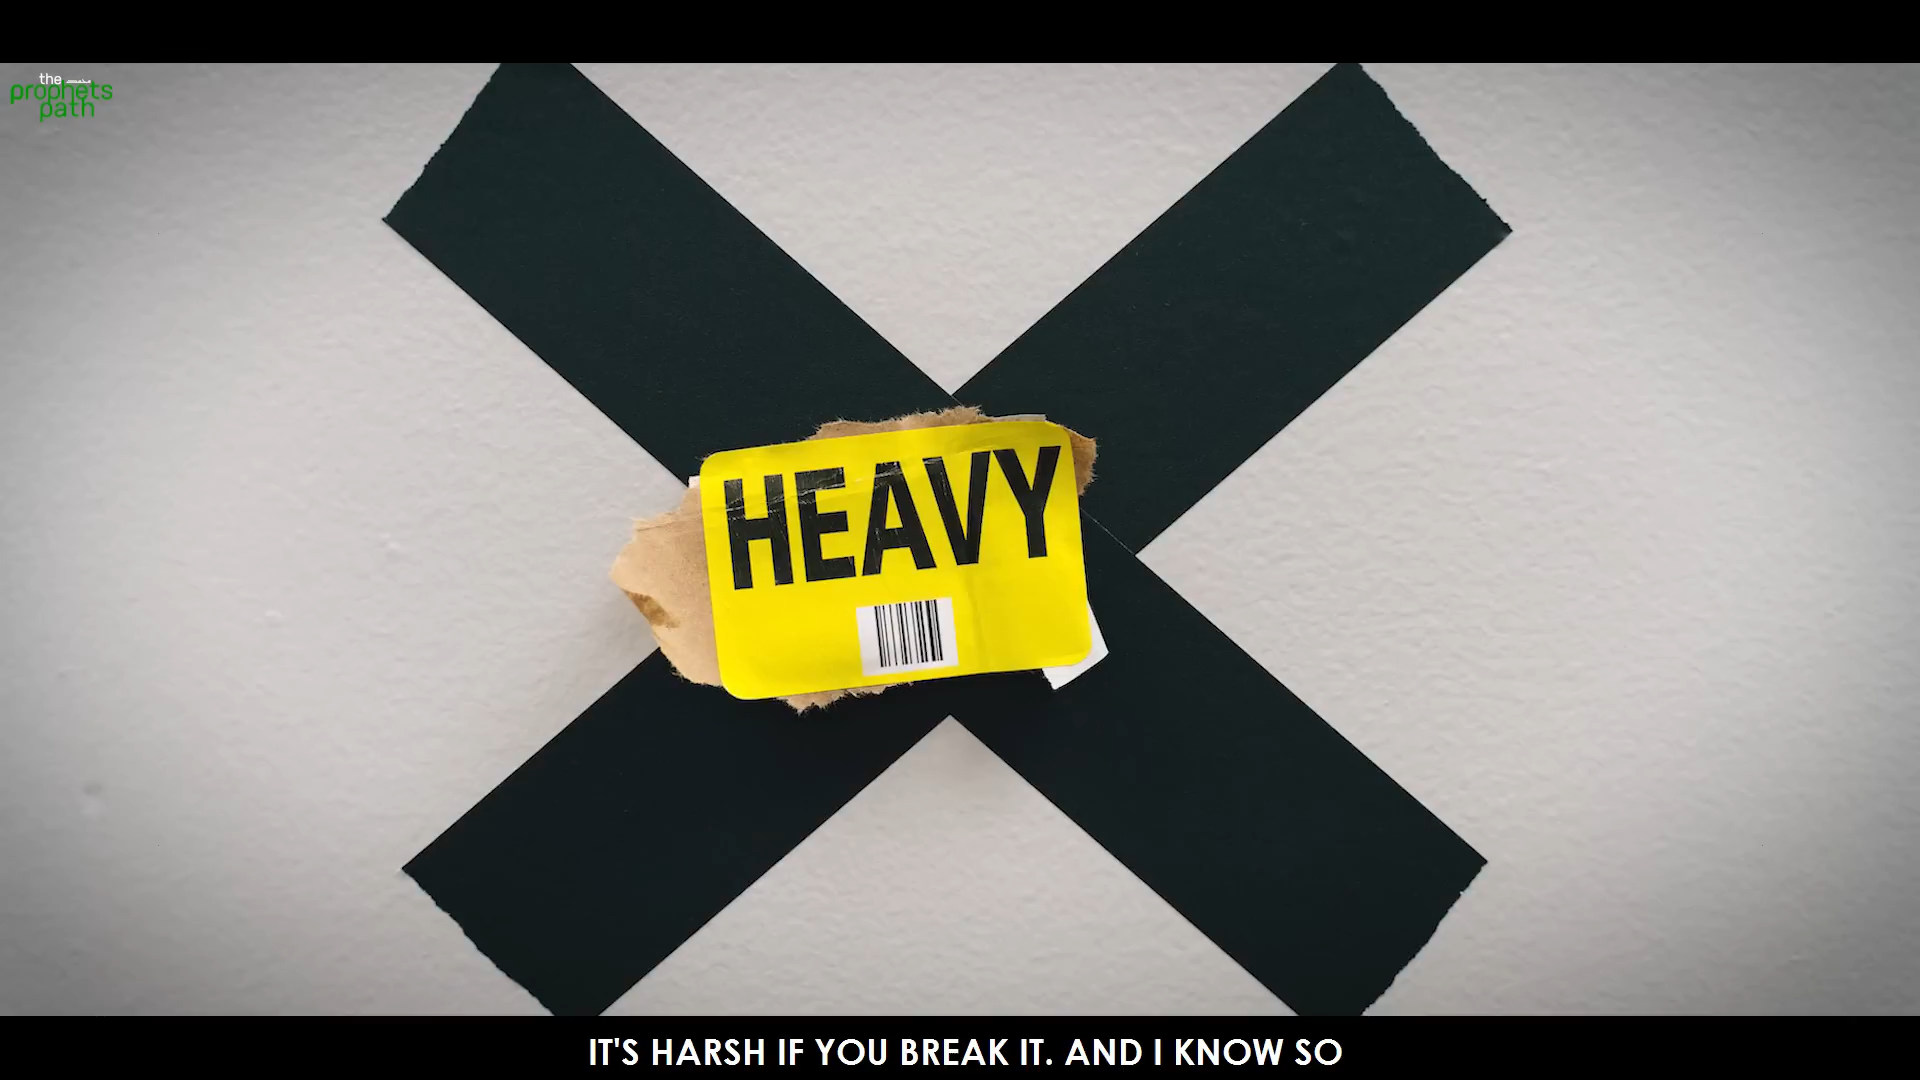 the
prophets
path
HEAVY
IT'S HARSH IF YOU BREAK IT. AND I KNOW SO